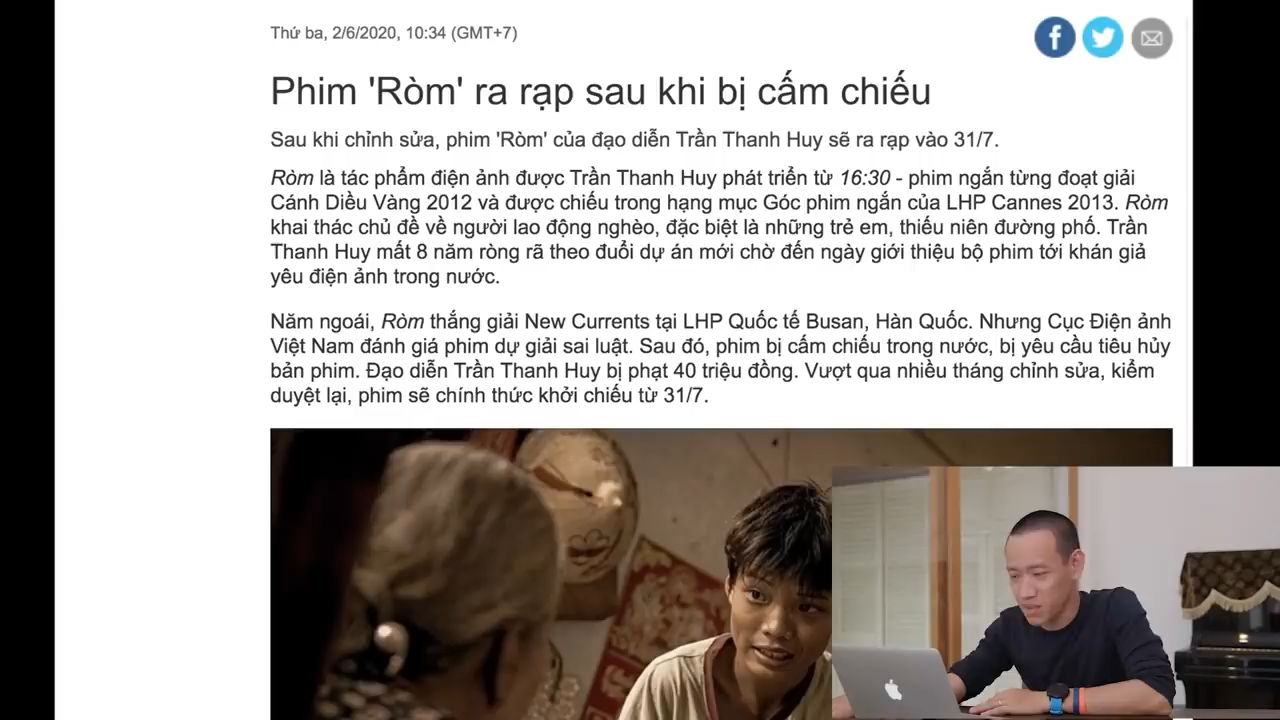 Thứ ba, 2/6/2020, 10:34 (GMT+7)
Phim 'Ròm' ra rạp sau khi bị cấm chiếu
Sau khi chỉnh sửa, phim 'Ròm' của đạo diễn Trần Thanh Huy sẽ ra rạp vào 31/7.
Ròm là tác phẩm điện ảnh được Trần Thanh Huy phát triển từ 16:30 - phim ngắn từng đoạt giải
Cánh Diều Vàng 2012 và được chiếu trong hạng mục Góc phim ngắn của LHP Cannes 2013. Ròm
khai thác chủ đề về người lao động nghèo, đặc biệt là những trẻ em, thiếu niên đường phố. Trần
Thanh Huy mất 8 năm ròng rã theo đuổi dự án mới chờ đến ngày giới thiệu bộ phim tới khán giả
yêu điện ảnh trong nước.
Năm ngoái, Ròm thắng giải New Currents tại LHP Quốc tế Busan, Hàn Quốc. Nhưng Cục Điện ảnh
Việt Nam đánh giá phim dự giải sai luật. Sau đó, phim bị cấm chiếu trong nước, bị yêu cầu tiêu hủy
bản phim. Đạo diễn Trần Thanh Huy bị phạt 40 triệu đồng. Vượt qua nhiều tháng chỉnh sửa, kiểm
duyệt lại, phim sẽ chính thức khởi chiếu từ 31/7.